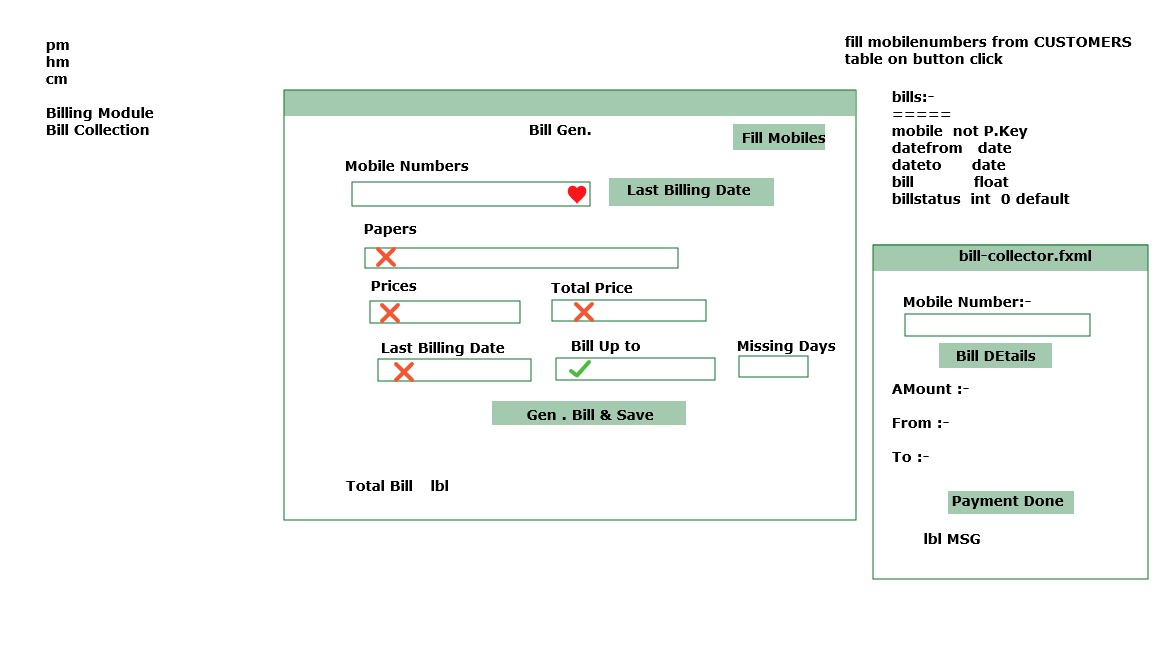 pm
hm
cm
Billing Module
Bill Collection
fill mobilenumbers from CUSTOMERS
table on button click
bills:-
=====
mobile not P.Key
datefrom date
dateto date
bill float
billstatus int 0 default
Bill Gen.
Fill Mobiles
Mobile Numbers
Last Billing Date
Papers
Prices
Total Price
Last Billing Date
Bill Up to
Missing Days
Gen . Bill & Save
Total Bill lbl
bill-collector.fxml
Mobile Number:-
Bill DEtails
AMount :-
From :-
To :-
Payment Done
lbl MSG